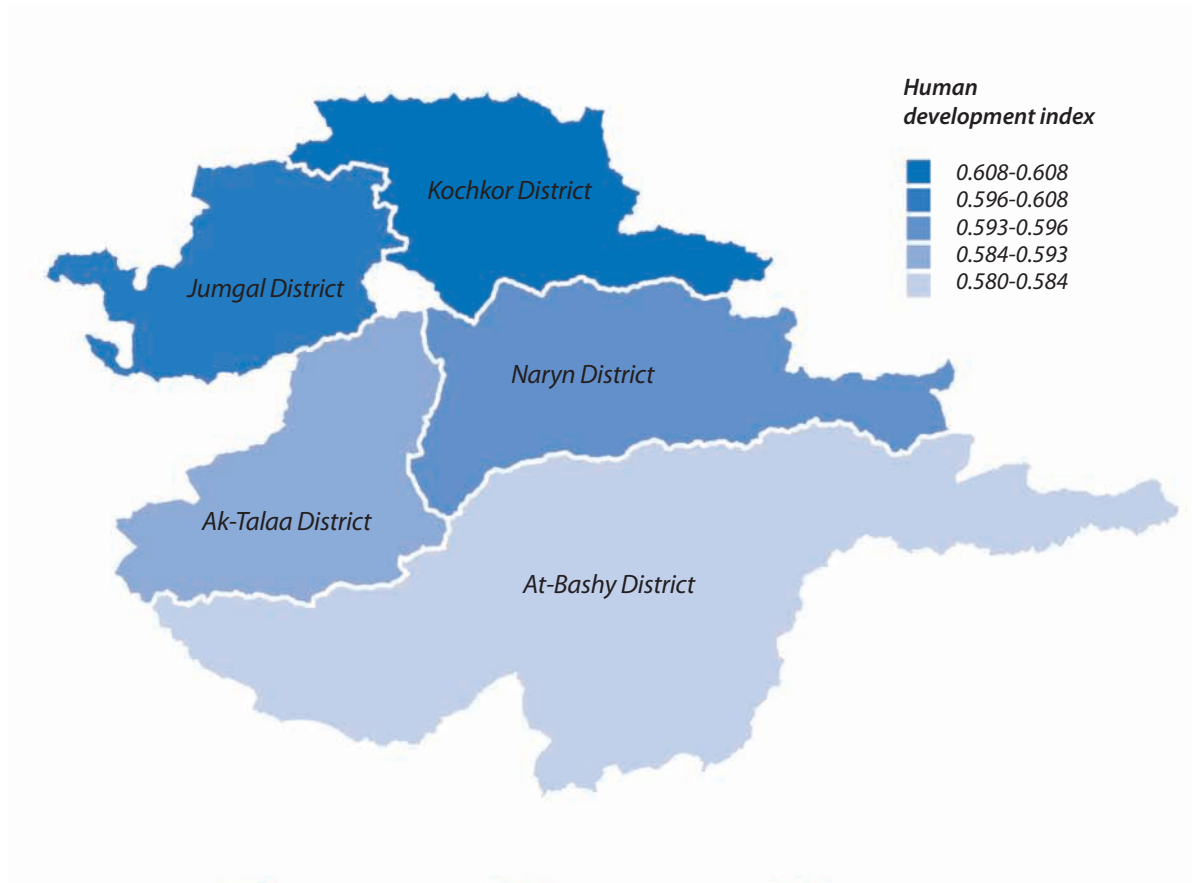 Human
development index
0.608-0.608
0.596-0.608
0.593-0.596
0.584-0.593
0.580-0.584
Kochkor District
Jumgal District
Naryn District
Ak-Talaa District
At-Bashy District